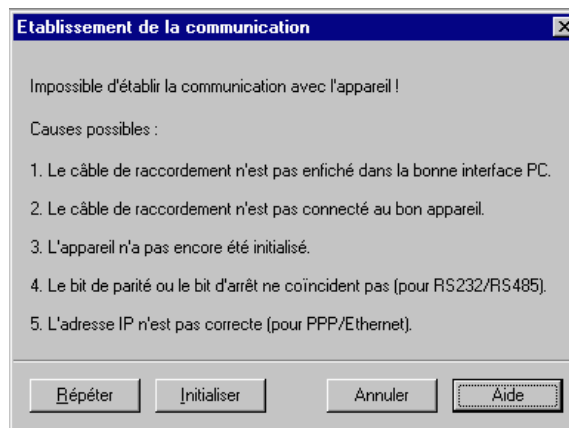 Etablissement de la communication
Impossible d'établir la communication avec l'appareil !
Causes possibles :
1. Le câble de raccordement n'est pas enfiché dans la bonne interface PC.
2. Le câble de raccordement n'est pas connecté au bon appareil.
3. L'appareil n'a pas encore été initialisé.
4. Le bit de parité ou le bit d'arrêt ne coïncident pas (pour RS232/RS485).
5. L'adresse IP n'est pas correcte (pour PPP/Ethernet).
Répéter Initialiser Annuler Aide